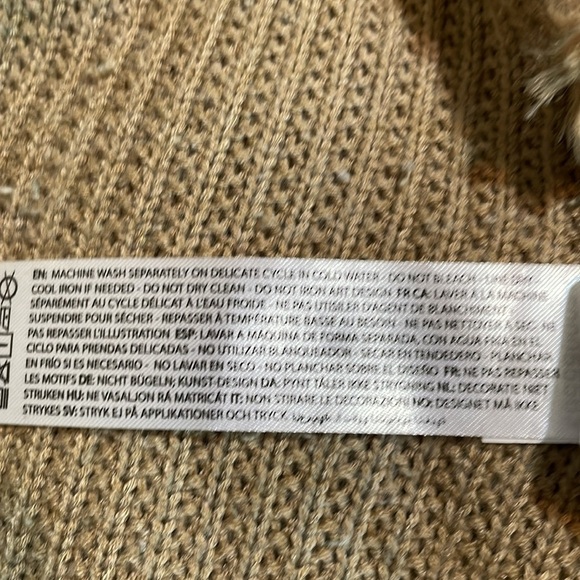 EN: MACHINE WASH SEPARATELY ON DELICATE CYCLE IN COLD WATER - DO NOT BLEACH - LINE DRY
COOL IRON IF NEEDED - DO NOT DRY CLEAN - DO NOT IRON ART DESIGN FR CA: LAVER À LA MACHINE
SÉPARÉMENT AU CYCLE DÉLICAT À L'EAU FROIDE - NE PAS UTISILER D'AGENT DE BLANCHIMENT
SUSPENDRE POUR SÉCHER - REPASSER À TEMPÉRATURE BASSE AU BESOIN - NE PAS NETTOYER À SEC - NE
PAS REPASSER L'ILLUSTRATION ESP: LAVAR A MÁQUINA DE FORMA SEPARADA, CON AGUA FRÍA EN EL
CICLO PARA PRENDAS DELICADAS - NO UTILIZAR BLANQUEADOR - SECAR EN TENDEDERO - PLANCHAR
EN FRÍO SI ES NECESARIO - NO LAVAR EN SECO - NO PLANCHAR SOBRE EL DISEÑO FR: NE PAS REPASSER
LES MOTIFS DE: NICHT BÜGELN; KUNST-DESIGN DA: PYNT TÅLER IKKE STRYGNING NL: DECORATIE NIET
STRIJKEN HU: NE VASALJON RÁ MATRICÁT IT: NON STIRARE LE DECORAZIONI NO: DESIGNET MÅ IKKE
STRYKES SV: STRYK EJ PÅ APPLIKATIONER OCH TRYCK